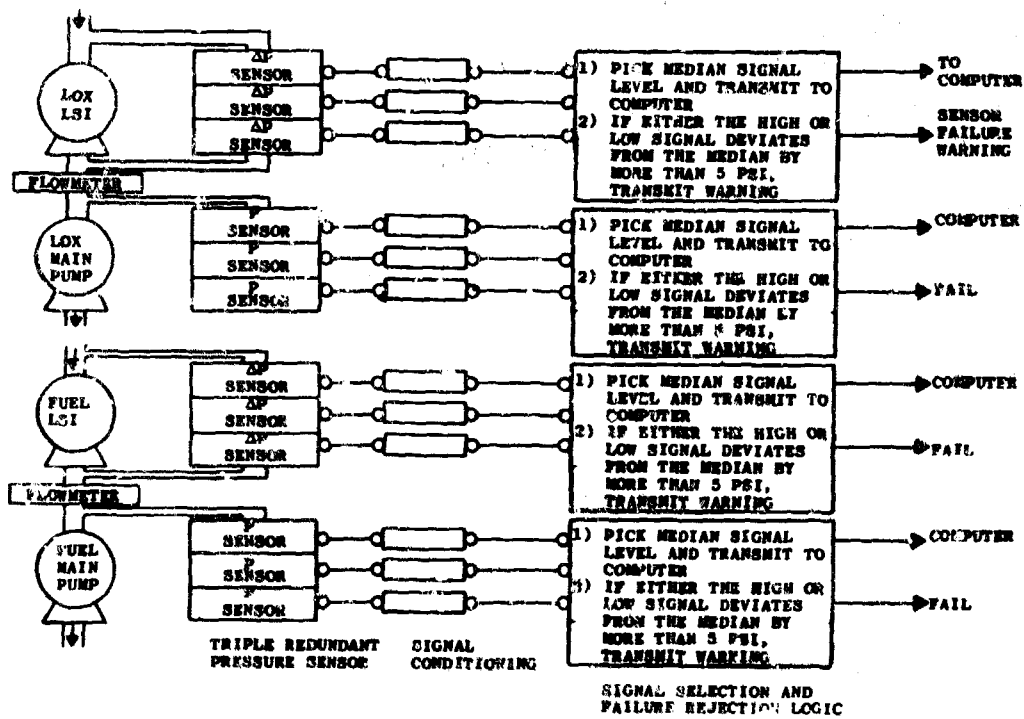 LOX
LSI
ΔP
SENSOR
ΔP
SENSOR
ΔP
SENSOR
1) PICK MEDIAN SIGNAL
LEVEL AND TRANSMIT TO
COMPUTER
2) IF EITHER THE HIGH OR
LOW SIGNAL DEVIATES
FROM THE MEDIAN BY
MORE THAN 5 PSI,
TRANSMIT WARNING
TO
COMPUTER
SENSOR
FAILURE
WARNING
FLOWMETER
LOX
MAIN
PUMP
P
SENSOR
P
SENSOR
P
SENSOR
1) PICK MEDIAN SIGNAL
LEVEL AND TRANSMIT TO
COMPUTER
2) IF EITHER THE HIGH OR
LOW SIGNAL DEVIATES
FROM THE MEDIAN BY
MORE THAN PSI,
TRANSMIT WARNING
COMPUTER
FAIL
FUEL
LSI
ΔP
SENSOR
ΔP
SENSOR
ΔP
SENSOR
1) PICK MEDIAN SIGNAL
LEVEL AND TRANSMIT TO
COMPUTER
2) IF EITHER THE HIGH OR
LOW SIGNAL DEVIATES
FROM THE MEDIAN BY
MORE THAN 5 PSI,
TRANSMIT WARNING
COMPUTER
FAIL
FLOWMETER
FUEL
MAIN
PUMP
P
SENSOR
P
SENSOR
P
SENSOR
1) PICK MEDIAN SIGNAL
LEVEL AND TRANSMIT TO
COMPUTER
IF EITHER THE HIGH OR
LOW SIGNAL DEVIATES
FROM THE MEDIAN BY
MORE THAN 5 PSI,
TRANSMIT WARNING
COMPUTER
FAIL
TRIPLE REDUNDANT
PRESSURE SENSOR
SIGNAL
CONDITIONING
SIGNAL SELECTION AND
FAILURE REJECTION LOGIC